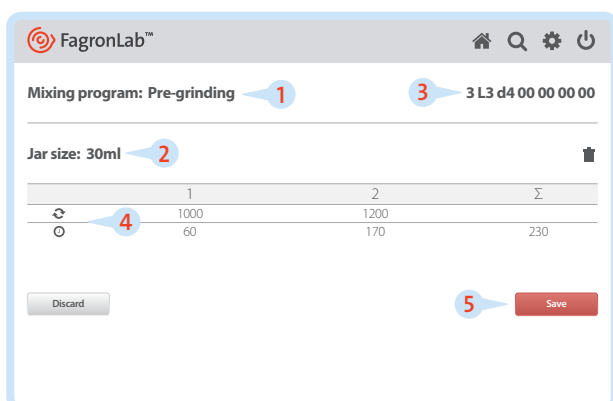 FagronLab™
Mixing program: Pre-grinding 1 3 3 L3 d4 00 00 00 00
Jar size: 30ml 2
1 2 Σ
1000 1200
4
60 170 230
Discard 5 Save